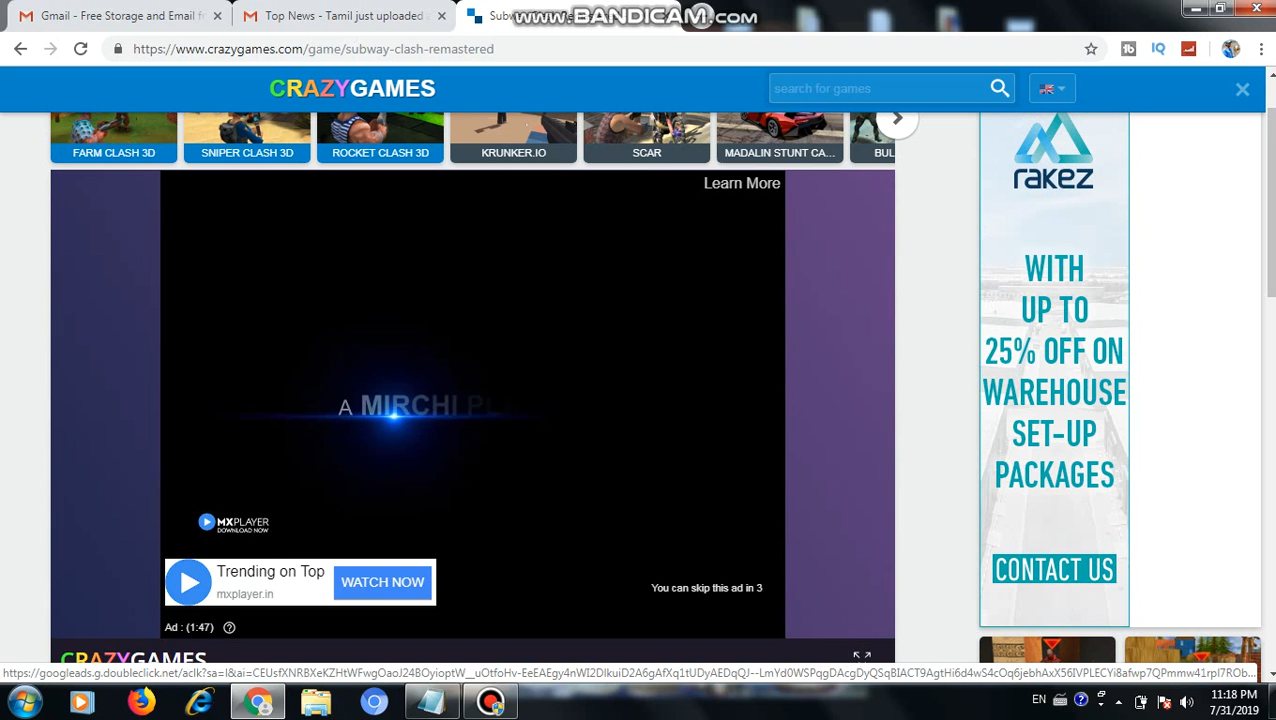 Gmail - Free Storage and Email f
Top News - Tamil just uploaded
Subw
www.BANDICAM.com
https://www.crazygames.com/game/subway-clash-remastered
CRAZYGAMES
search for games
FARM CLASH 3D
SNIPER CLASH 3D
ROCKET CLASH 3D
KRUNKER.IO
SCAR
MADALIN STUNT CA...
BUL
Learn More
A MIRCHI
MXPLAYER
DOWNLOAD NOW
Trending on Top
mxplayer.in
WATCH NOW
You can skip this ad in 3
Ad : (1:47)
CRAZYGAMES
rakez
WITH
UP TO
25% OFF ON
WAREHOUSE
SET-UP
PACKAGES
CONTACT US
EN
11:18 PM
7/31/2019